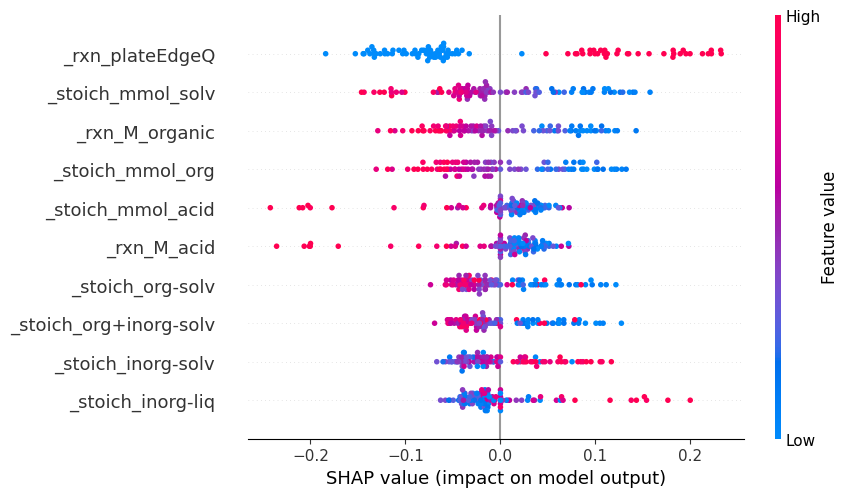 High
_rxn_plateEdgeQ
_stoich_mmol_solv
_rxn_M_organic
_stoich_mmol_org
_stoich_mmol_acid
_rxn_M_acid
_stoich_org-solv
_stoich_org+inorg-solv
_stoich_inorg-solv
_stoich_inorg-liq
Feature value
Low
−0.2 −0.1 0.0 0.1 0.2
SHAP value (impact on model output)